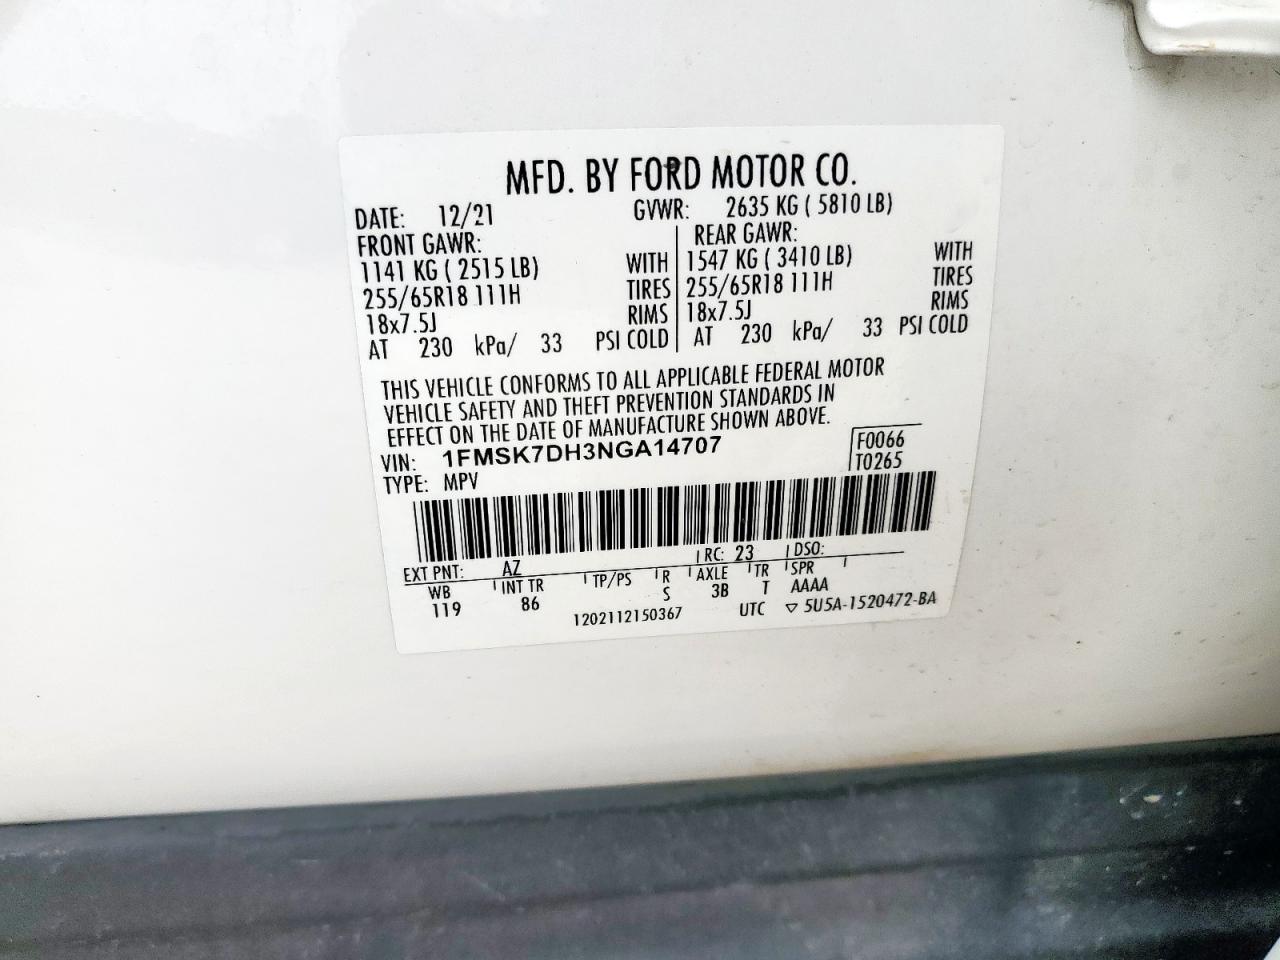 MFD. BY FORD MOTOR CO.
DATE: 12/21 GVWR: 2635 KG ( 5810 LB)
FRONT GAWR: REAR GAWR:
1141 KG ( 2515 LB) WITH 1547 KG ( 3410 LB) WITH
255/65R18 111H TIRES 255/65R18 111H TIRES
18x7.5J RIMS 18x7.5J RIMS
AT 230 kPa/ 33 PSI COLD AT 230 kPa/ 33 PSI COLD
THIS VEHICLE CONFORMS TO ALL APPLICABLE FEDERAL MOTOR
VEHICLE SAFETY AND THEFT PREVENTION STANDARDS IN
EFFECT ON THE DATE OF MANUFACTURE SHOWN ABOVE.
VIN: 1FMSK7DH3NGA14707 F0066
TYPE: MPV T0265
EXT PNT: AZ RC: 23 DSO:
WB INT TR TP/PS R AXLE TR SPR
119 86 S 3B T AAAA
1202112150367 UTC ▽ 5U5A-1520472-BA